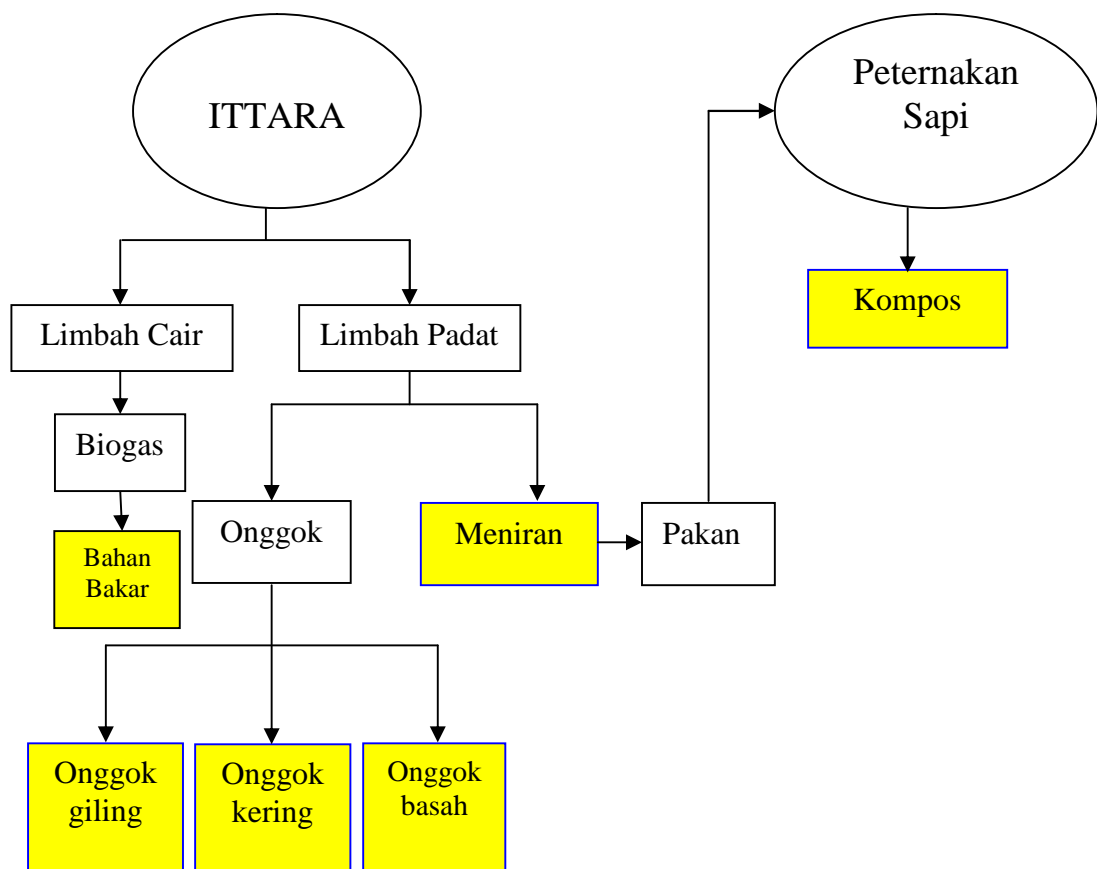 ITTARA
Peternakan
Sapi
Kompos
Limbah Cair
Limbah Padat
Biogas
Onggok
Meniran
Pakan
Bahan
Bakar
Onggok
giling
Onggok
kering
Onggok
basah